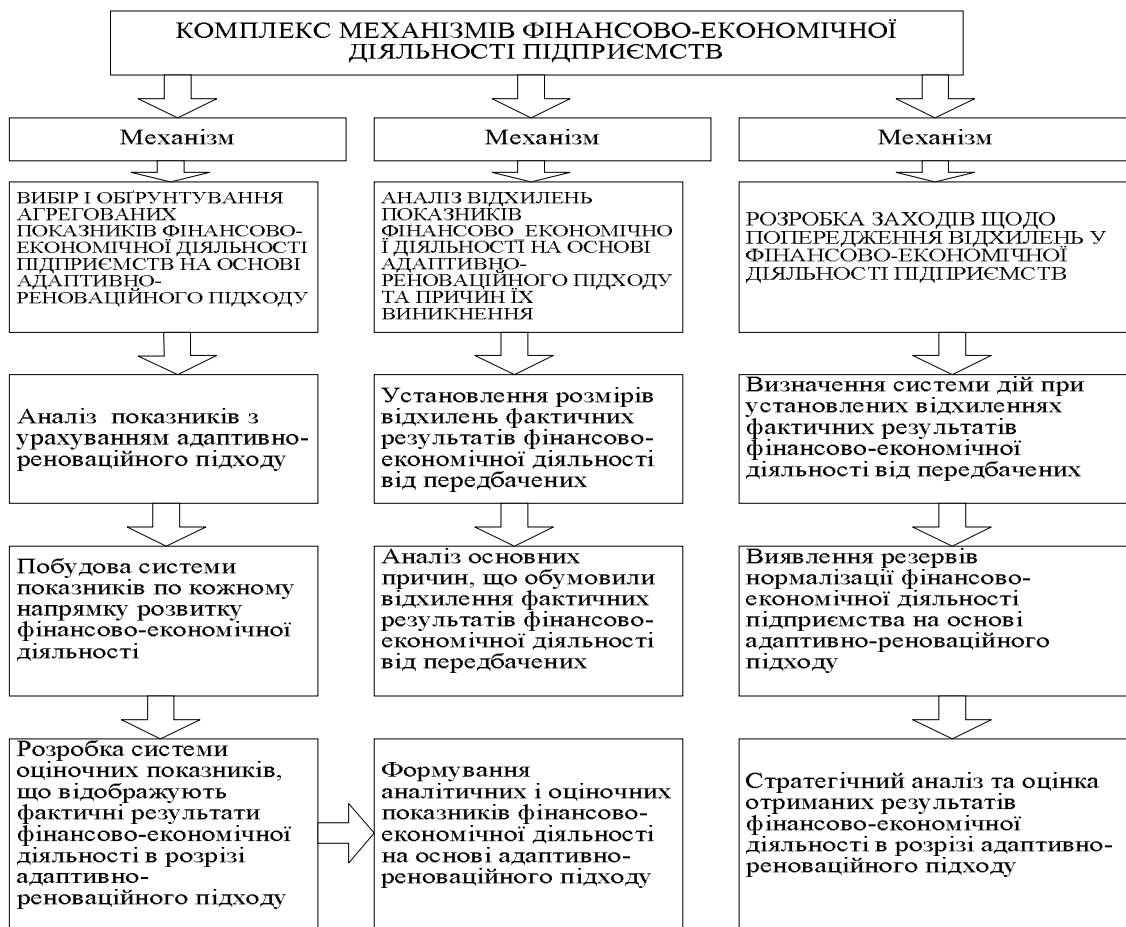 КОМПЛЕКС МЕХАНІЗМІВ ФІНАНСОВО-ЕКОНОМІЧНОЇ
ДІЯЛЬНОСТІ ПІДПРИЄМСТВ
Механізм
ВИБІР І ОБҐРУНТУВАННЯ
АГРЕГОВАНИХ
ПОКАЗНИКІВ ФІНАНСОВО-
ЕКОНОМІЧНОЇ ДІЯЛЬНОСТІ
ПІДПРИЄМСТВ НА ОСНОВІ
АДАПТИВНО-
РЕНОВАЦІЙНОГО ПІДХОДУ
Аналіз показників з
урахуванням адаптивно-
реноваційного підходу
Побудова системи
показників по кожному
напрямку розвитку
фінансово-економічної
діяльності
Розробка системи
оціночних показників,
що відображують
фактичні результати
фінансово-економічної
діяльності в розрізі
адаптивно-
реноваційного підходу
Механізм
АНАЛІЗ ВІДХИЛЕНЬ
ПОКАЗНИКІВ
ФІНАНСОВО ЕКОНОМІЧНО
Ї ДІЯЛЬНОСТІ НА ОСНОВІ
АДАПТИВНО-
РЕНОВАЦІЙНОГО ПІДХОДУ
ТА ПРИЧИН ЇХ
ВИНИКНЕННЯ
Установлення розмірів
відхилень фактичних
результатів фінансово-
економічної діяльності
від передбачених
Аналіз основних
причин, що обумовили
відхилення фактичних
результатів фінансово-
економічної діяльності
від передбачених
Формування
аналітичних і оціночних
показників фінансово-
економічної діяльності
на основі адаптивно-
реноваційного підходу
Механізм
РОЗРОБКА ЗАХОДІВ ЩОДО
ПОПЕРЕДЖЕННЯ ВІДХИЛЕНЬ У
ФІНАНСОВО-ЕКОНОМІЧНОЇ
ДІЯЛЬНОСТІ ПІДПРИЄМСТВ
Визначення системи дій при
установлених відхиленнях
фактичних результатів
фінансово-економічної
діяльності від передбачених
Виявлення резервів
нормалізації фінансово-
економічної діяльності
підприємства на основі
адаптивно-реноваційного
підходу
Стратегічний аналіз та оцінка
отриманих результатів
фінансово-економічної
діяльності в розрізі адаптивно-
реноваційного підходу